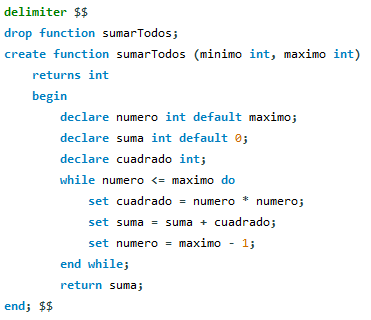 delimiter $$
drop function sumarTodos;
create function sumarTodos (minimo int, maximo int)
    returns int
    begin
        declare numero int default maximo;
        declare suma int default 0;
        declare cuadrado int;
        while numero <= maximo do
            set cuadrado = numero * numero;
            set suma = suma + cuadrado;
            set numero = maximo - 1;
        end while;
        return suma;
end; $$